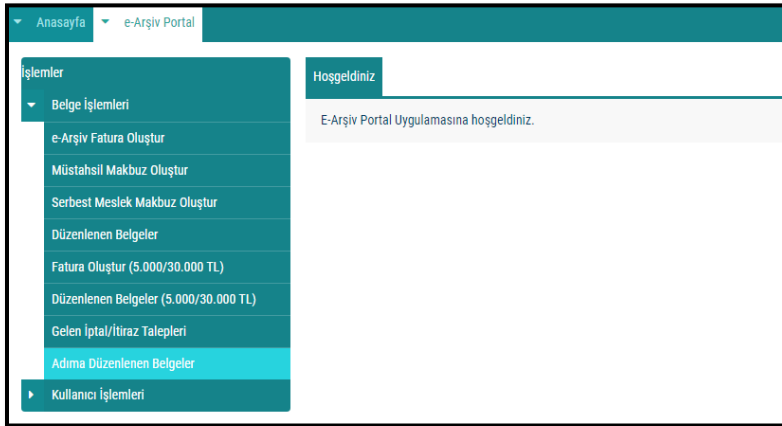 Anasayfa
e-Arşiv Portal
İşlemler
Belge İşlemleri
e-Arşiv Fatura Oluştur
Müstahsil Makbuz Oluştur
Serbest Meslek Makbuz Oluştur
Düzenlenen Belgeler
Fatura Oluştur (5.000/30.000 TL)
Düzenlenen Belgeler (5.000/30.000 TL)
Gelen İptal/İtiraz Talepleri
Adıma Düzenlenen Belgeler
Kullanıcı İşlemleri
Hoşgeldiniz
E-Arşiv Portal Uygulamasına hoşgeldiniz.